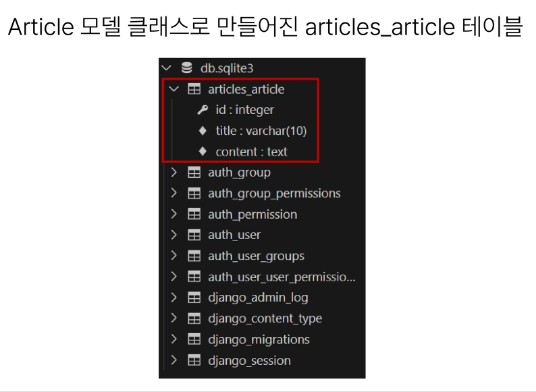 Article 모델 클래스로 만들어진 articles_article 테이블
db.sqlite3
articles_article
id : integer
title : varchar(10)
content : text
auth_group
auth_group_permissions
auth_permission
auth_user
auth_user_groups
auth_user_user_permissio...
django_admin_log
django_content_type
django_migrations
django_session